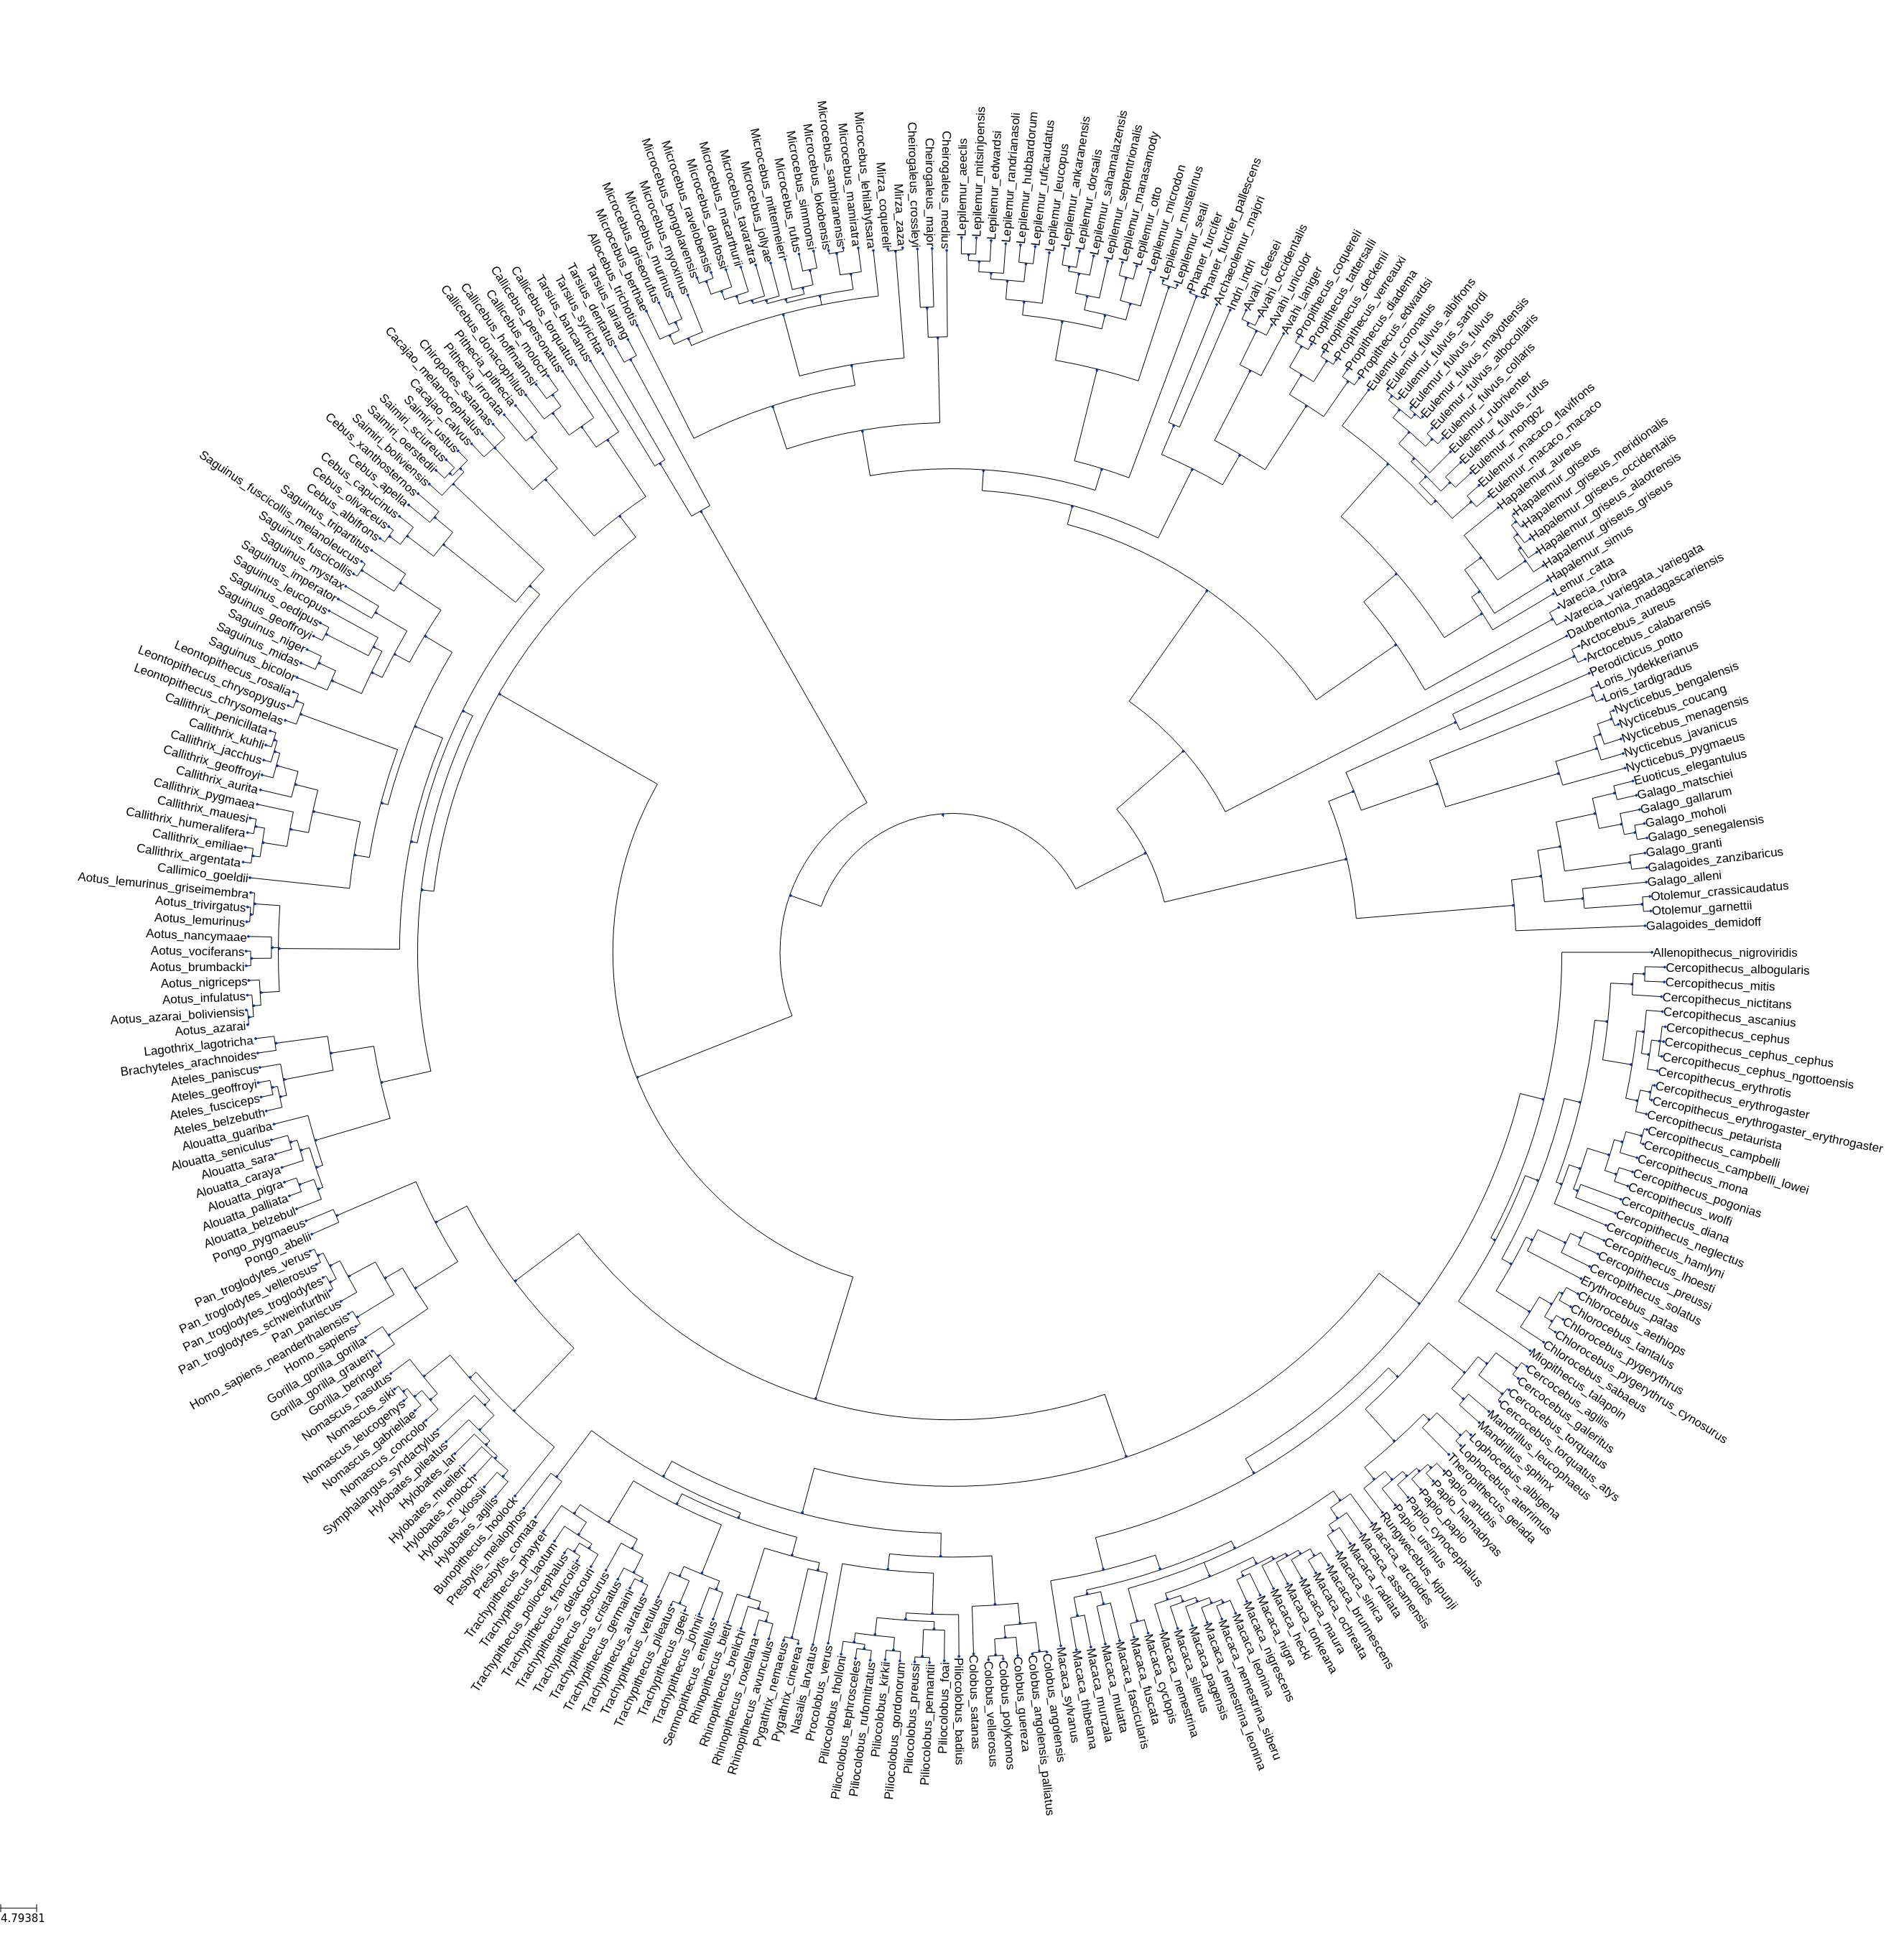 Allenopithecus_nigroviridis
Cercopithecus_albogularis
Cercopithecus_mitis
Cercopithecus_nictitans
Cercopithecus_ascanius
Cercopithecus_cephus
Cercopithecus_cephus_cephus
Cercopithecus_cephus_ngottoensis
Cercopithecus_erythrotis
Cercopithecus_erythrogaster
Cercopithecus_erythrogaster_erythrogaster
Cercopithecus_petaurista
Cercopithecus_campbelli
Cercopithecus_campbelli_lowei
Cercopithecus_mona
Cercopithecus_pogonias
Cercopithecus_wolfi
Cercopithecus_diana
Cercopithecus_neglectus
Cercopithecus_hamlyni
Cercopithecus_lhoesti
Cercopithecus_preussi
Cercopithecus_solatus
Erythrocebus_patas
Chlorocebus_aethiops
Chlorocebus_tantalus
Chlorocebus_pygerythrus
Chlorocebus_pygerythrus_cynosurus
Chlorocebus_sabaeus
Miopithecus_talapoin
Cercocebus_agilis
Cercocebus_galeritus
Cercocebus_torquatus
Cercocebus_torquatus_atys
Mandrillus_leucophaeus
Mandrillus_sphinx
Lophocebus_albigena
Lophocebus_aterrimus
Theropithecus_gelada
Papio_anubis
Papio_hamadryas
Papio_papio
Papio_cynocephalus
Papio_ursinus
Rungwecebus_kipunji
Macaca_arctoides
Macaca_assamensis
Macaca_radiata
Macaca_sinica
Macaca_brunnescens
Macaca_ochreata
Macaca_maura
Macaca_tonkeana
Macaca_hecki
Macaca_nigra
Macaca_nigrescens
Macaca_leonina
Macaca_nemestrina_siberu
Macaca_nemestrina_leonina
Macaca_pagensis
Macaca_silenus
Macaca_nemestrina
Macaca_cyclopis
Macaca_fuscata
Macaca_fascicularis
Macaca_mulatta
Macaca_munzala
Macaca_thibetana
Macaca_sylvanus
Colobus_angolensis
Colobus_angolensis_palliatus
Colobus_guereza
Colobus_polykomos
Colobus_vellerosus
Colobus_satanas
Piliocolobus_badius
Piliocolobus_foai
Piliocolobus_pennantii
Piliocolobus_preussi
Piliocolobus_gordonorum
Piliocolobus_kirkii
Piliocolobus_rufomitratus
Piliocolobus_tephrosceles
Piliocolobus_tholloni
Procolobus_verus
Nasalis_larvatus
Pygathrix_cinerea
Pygathrix_nemaeus
Rhinopithecus_avunculus
Rhinopithecus_roxellana
Rhinopithecus_brelichi
Rhinopithecus_bieti
Semnopithecus_entellus
Trachypithecus_johnii
Trachypithecus_geei
Trachypithecus_pileatus
Trachypithecus_vetulus
Trachypithecus_auratus
Trachypithecus_germaini
Trachypithecus_cristatus
Trachypithecus_obscurus
Trachypithecus_delacouri
Trachypithecus_francoisi
Trachypithecus_poliocephalus
Trachypithecus_laotum
Trachypithecus_phayrei
Presbytis_comata
Presbytis_melalophos
Bunopithecus_hoolock
Hylobates_agilis
Hylobates_klossii
Hylobates_moloch
Hylobates_muelleri
Hylobates_lar
Hylobates_pileatus
Symphalangus_syndactylus
Nomascus_concolor
Nomascus_gabriellae
Nomascus_leucogenys
Nomascus_siki
Nomascus_nasutus
Gorilla_beringei
Gorilla_gorilla_graueri
Gorilla_gorilla_gorilla
Homo_sapiens
Homo_sapiens_neanderthalensis
Pan_paniscus
Pan_troglodytes_schweinfurthii
Pan_troglodytes_troglodytes
Pan_troglodytes_vellerosus
Pan_troglodytes_verus
Pongo_abelii
Pongo_pygmaeus
Alouatta_belzebul
Alouatta_palliata
Alouatta_pigra
Alouatta_caraya
Alouatta_sara
Alouatta_seniculus
Alouatta_guariba
Ateles_belzebuth
Ateles_fusciceps
Ateles_geoffroyi
Ateles_paniscus
Brachyteles_arachnoides
Lagothrix_lagotricha
Aotus_azarai
Aotus_azarai_boliviensis
Aotus_infulatus
Aotus_nigriceps
Aotus_brumbacki
Aotus_vociferans
Aotus_nancymaae
Aotus_lemurinus
Aotus_trivirgatus
Aotus_lemurinus_griseimembra
Callimico_goeldii
Callithrix_argentata
Callithrix_emiliae
Callithrix_humeralifera
Callithrix_mauesi
Callithrix_pygmaea
Callithrix_aurita
Callithrix_geoffroyi
Callithrix_jacchus
Callithrix_kuhli
Callithrix_penicillata
Leontopithecus_chrysomelas
Leontopithecus_chrysopygus
Leontopithecus_rosalia
Saguinus_bicolor
Saguinus_midas
Saguinus_niger
Saguinus_geoffroyi
Saguinus_oedipus
Saguinus_leucopus
Saguinus_imperator
Saguinus_mystax
Saguinus_fuscicollis
Saguinus_fuscicollis_melanoleucus
Saguinus_tripartitus
Cebus_albifrons
Cebus_olivaceus
Cebus_capucinus
Cebus_apella
Cebus_xanthosternos
Saimiri_boliviensis
Saimiri_oerstedii
Saimiri_sciureus
Saimiri_ustus
Cacajao_calvus
Cacajao_melanocephalus
Chiropotes_satanas
Pithecia_irrorata
Pithecia_pithecia
Callicebus_donacophilus
Callicebus_hoffmannsi
Callicebus_moloch
Callicebus_personatus
Callicebus_torquatus
Tarsius_bancanus
Tarsius_syrichta
Tarsius_dentatus
Tarsius_lariang
Allocebus_trichotis
Microcebus_berthae
Microcebus_griseorufus
Microcebus_murinus
Microcebus_myoxinus
Microcebus_bongolavensis
Microcebus_ravelobensis
Microcebus_danfossi
Microcebus_macarthurii
Microcebus_tavaratra
Microcebus_jollyae
Microcebus_mittermeieri
Microcebus_rufus
Microcebus_simmonsi
Microcebus_lokobensis
Microcebus_sambiranensis
Microcebus_mamiratra
Microcebus_lehilahytsara
Mirza_coquereli
Mirza_zaza
Cheirogaleus_crossleyi
Cheirogaleus_major
Cheirogaleus_medius
Lepilemur_aeeclis
Lepilemur_mitsinjoensis
Lepilemur_edwardsi
Lepilemur_randrianasoli
Lepilemur_hubbardorum
Lepilemur_ruficaudatus
Lepilemur_leucopus
Lepilemur_ankaranensis
Lepilemur_dorsalis
Lepilemur_sahamalazensis
Lepilemur_septentrionalis
Lepilemur_manasamody
Lepilemur_otto
Lepilemur_microdon
Lepilemur_mustelinus
Lepilemur_seali
Phaner_furcifer
Phaner_furcifer_pallescens
Archaeolemur_majori
Indri_indri
Avahi_cleesei
Avahi_occidentalis
Avahi_unicolor
Avahi_laniger
Propithecus_coquereli
Propithecus_tattersalli
Propithecus_deckenii
Propithecus_verreauxi
Propithecus_diadema
Propithecus_edwardsi
Eulemur_coronatus
Eulemur_fulvus_albifrons
Eulemur_fulvus_sanfordi
Eulemur_fulvus_fulvus
Eulemur_fulvus_mayottensis
Eulemur_fulvus_albocollaris
Eulemur_fulvus_collaris
Eulemur_rubriventer
Eulemur_fulvus_rufus
Eulemur_mongoz
Eulemur_macaco_flavifrons
Eulemur_macaco_macaco
Hapalemur_aureus
Hapalemur_griseus
Hapalemur_griseus_meridionalis
Hapalemur_griseus_occidentalis
Hapalemur_griseus_alaotrensis
Hapalemur_griseus_griseus
Hapalemur_simus
Lemur_catta
Varecia_rubra
Varecia_variegata_variegata
Daubentonia_madagascariensis
Arctocebus_aureus
Arctocebus_calabarensis
Perodicticus_potto
Loris_lydekkerianus
Loris_tardigradus
Nycticebus_bengalensis
Nycticebus_coucang
Nycticebus_menagensis
Nycticebus_javanicus
Nycticebus_pygmaeus
Euoticus_elegantulus
Galago_matschiei
Galago_gallarum
Galago_moholi
Galago_senegalensis
Galago_granti
Galagoides_zanzibaricus
Galago_alleni
Otolemur_crassicaudatus
Otolemur_garnettii
Galagoides_demidoff
4.79381